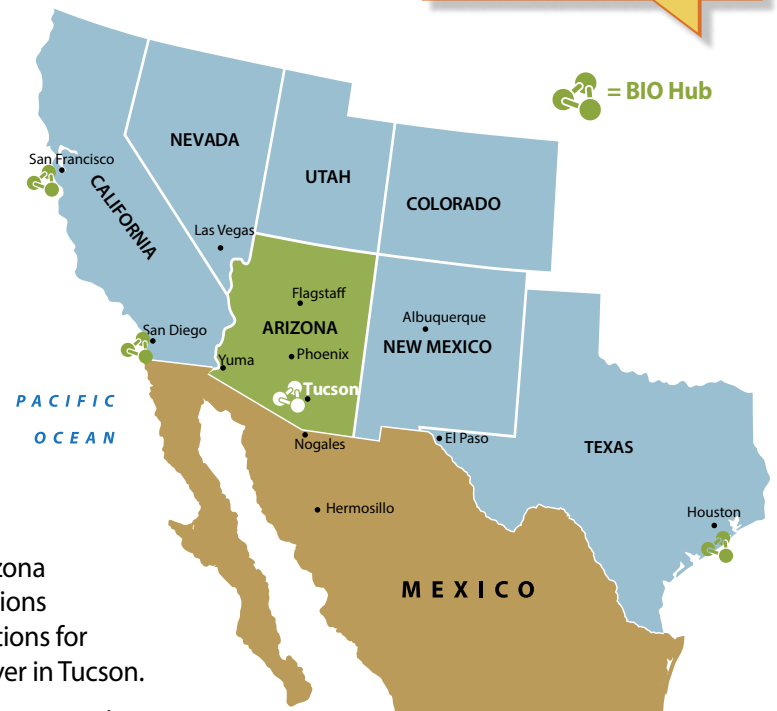 = BIO Hub
NEVADA
UTAH
COLORADO
San Francisco
CALIFORNIA
Las Vegas
Flagstaff
ARIZONA
Phoenix
Albuquerque
NEW MEXICO
San Diego
Yuma
Tucson
PACIFIC
OCEAN
Nogales
El Paso
TEXAS
Houston
Hermosillo
MEXICO
zona
tions
tions for
yer in Tucson.